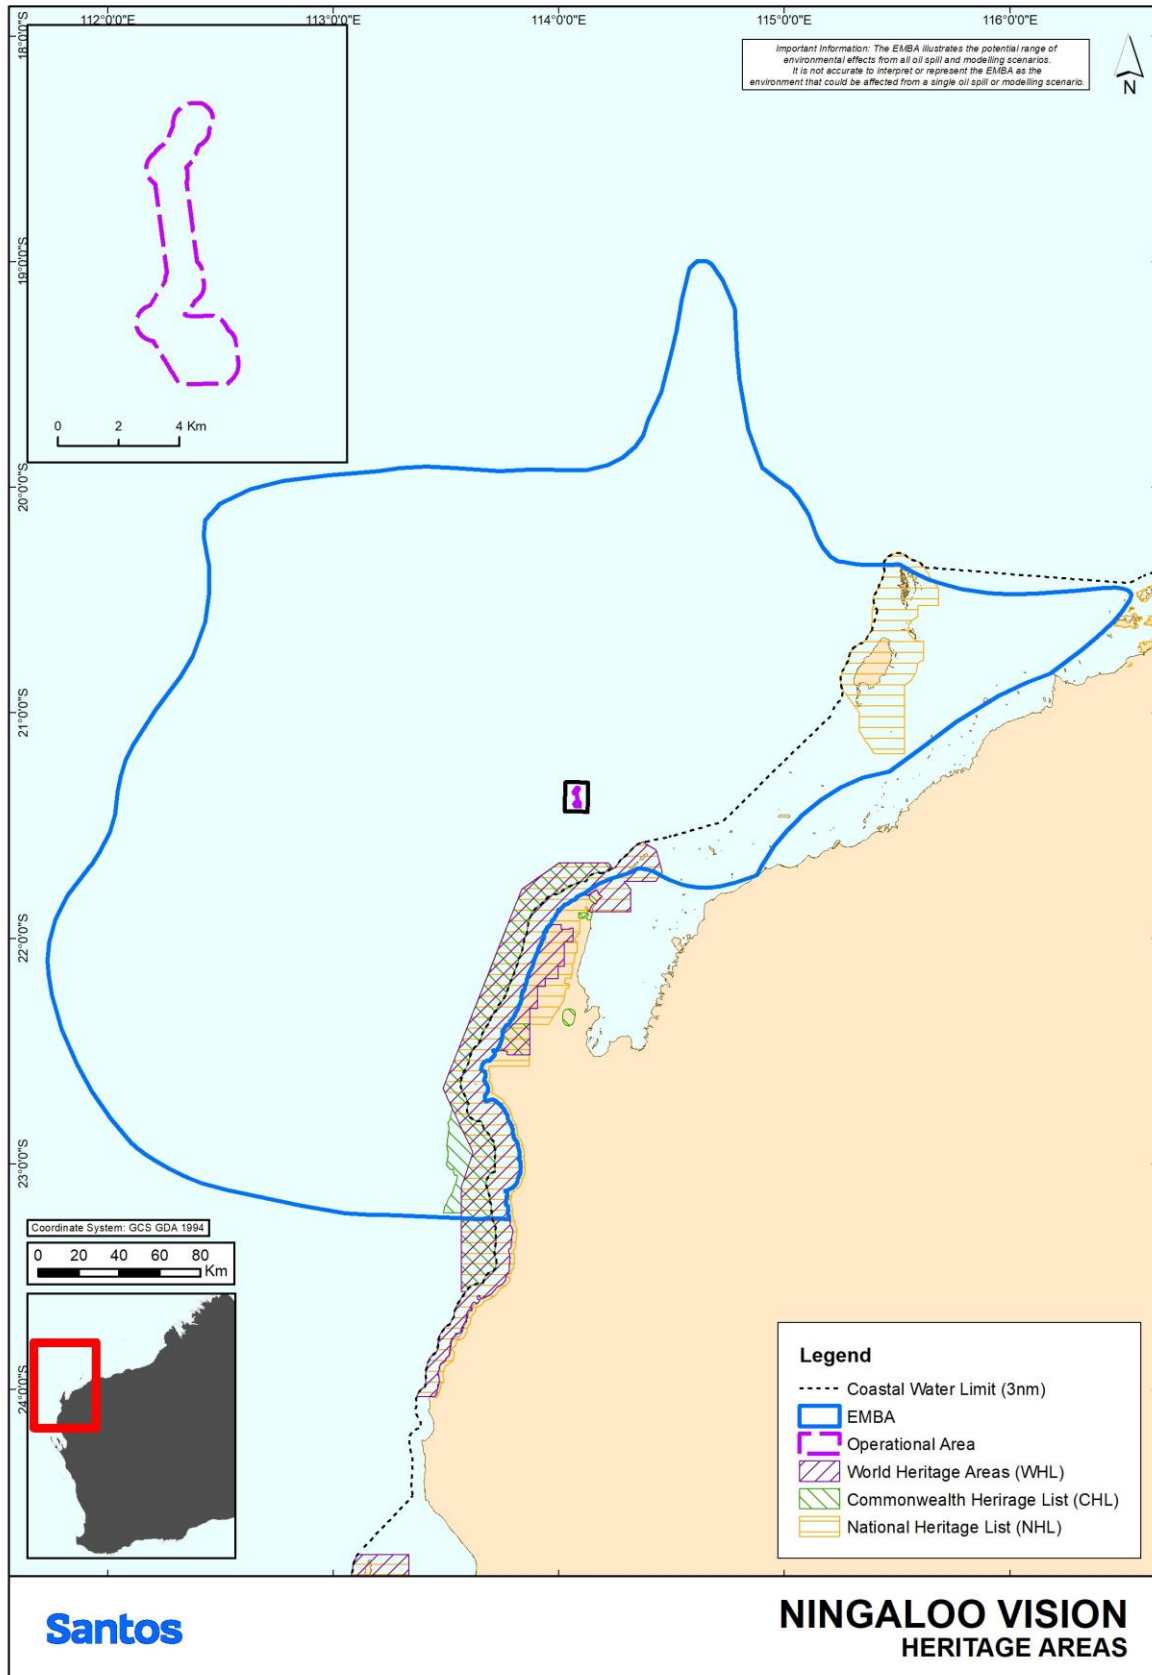 112°0'0"E
113°0'0"E
114°0'0"E
115°0'0"E
116°0'0"E
18°0'0"S
19°0'0"S
20°0'0"S
21°0'0"S
22°0'0"S
23°0'0"S
24°0'0"S
Important Information: The EMBA illustrates the potential range of
environmental effects from all oil spill and modelling scenarios.
It is not accurate to interpret or represent the EMBA as the
environment that could be affected from a single oil spill or modelling scenario.
N
0 2 4 Km
Coordinate System: GCS GDA 1994
0 20 40 60 80
Km
Legend
Coastal Water Limit (3nm)
EMBA
Operational Area
World Heritage Areas (WHL)
Commonwealth Herirage List (CHL)
National Heritage List (NHL)
Santos
NINGALOO VISION
HERITAGE AREAS